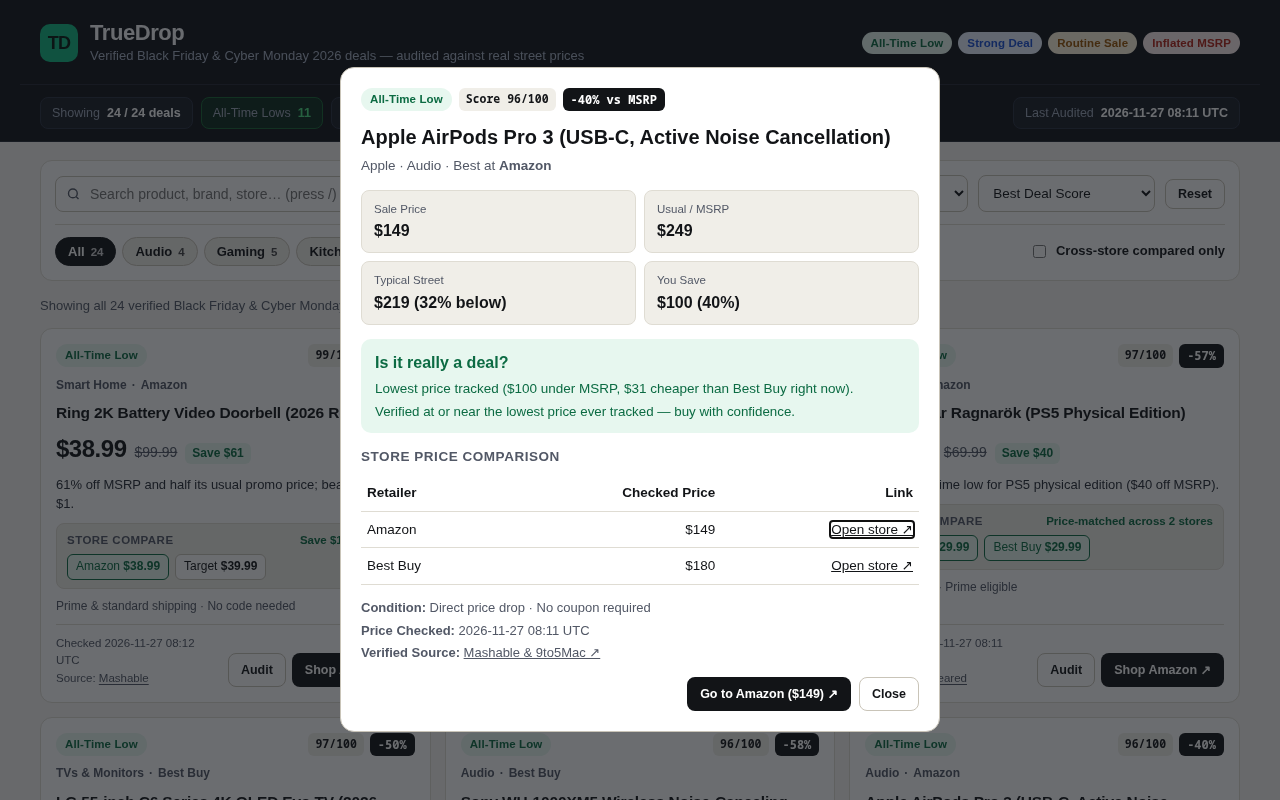 TD
TrueDrop
Verified Black Friday & Cyber Monday 2026 deals — audited against real street prices
All-Time Low
Strong Deal
Routine Sale
Inflated MSRP
Showing 24 / 24 deals
All-Time Lows 11
Last Audited 2026-11-27 08:11 UTC
Search product, brand, store… (press /)
Best Deal Score
Reset
All 24
Audio 4
Gaming 5
Cross-store compared only
All-Time Low
Score 96/100
-40% vs MSRP
Apple AirPods Pro 3 (USB-C, Active Noise Cancellation)
Apple · Audio · Best at Amazon
Sale Price
$149
Usual / MSRP
$249
Typical Street
$219 (32% below)
You Save
$100 (40%)
Is it really a deal?
Lowest price tracked ($100 under MSRP, $31 cheaper than Best Buy right now).
Verified at or near the lowest price ever tracked — buy with confidence.
STORE PRICE COMPARISON
Retailer Checked Price Link
Amazon $149 Open store ↗
Best Buy $180 Open store ↗
Condition: Direct price drop · No coupon required
Price Checked: 2026-11-27 08:11 UTC
Verified Source: Mashable & 9to5Mac ↗
Go to Amazon ($149) ↗
Close
Showing all 24 verified Black Friday & Cyber
All-Time Low
Smart Home · Amazon
Ring 2K Battery Video Doorbell (2026
$38.99 $99.99 Save $61
61% off MSRP and half its usual promo price;
$1.
STORE COMPARE
Amazon $38.99
Target $39.99
Prime & standard shipping · No code needed
Checked 2026-11-27 08:12
UTC
Source: Mashable
Audit
Shop
97/100
-57%
Ragnarök (PS5 Physical Edition)
$69.99 Save $40
low for PS5 physical edition ($40 off MSRP).
Price-matched across 2 stores
Best Buy $29.99
Prime eligible
Audit
Shop Amazon ↗
All-Time Low
97/100
-50%
TVs & Monitors · Best Buy
All-Time Low
96/100
-58%
Audio · Best Buy
All-Time Low
96/100
-40%
Audio · Amazon